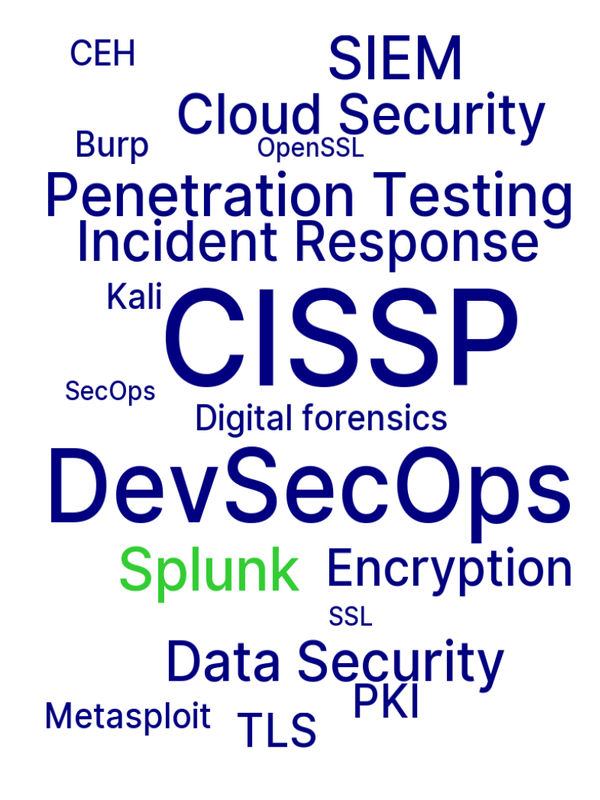 CEH
SIEM
Cloud Security
Burp
OpenSSL
Penetration Testing
Incident Response
Kali
CISSP
SecOps
Digital forensics
DevSecOps
Splunk
Encryption
SSL
Data Security
PKI
Metasploit
TLS